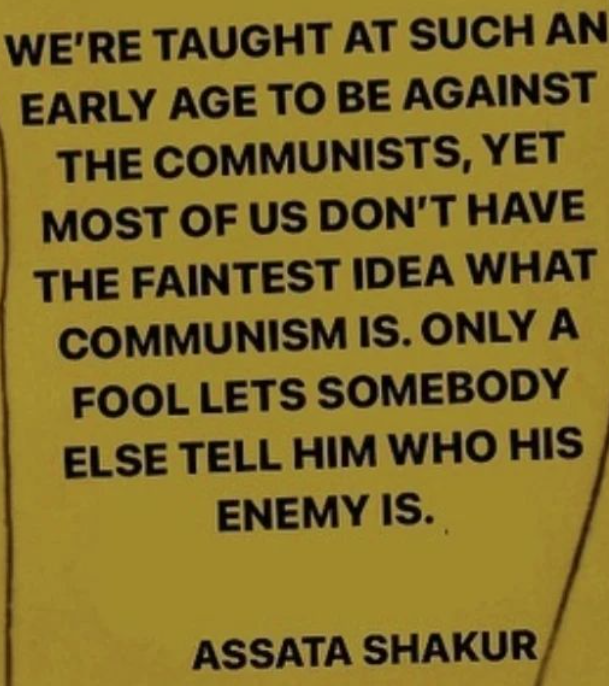 WE'RE TAUGHT AT SUCH AN
EARLY AGE TO BE AGAINST
THE COMMUNISTS, YET
MOST OF US DON'T HAVE
THE FAINTEST IDEA WHAT
COMMUNISM IS. ONLY A
FOOL LETS SOMEBODY
ELSE TELL HIM WHO HIS
ENEMY IS.
ASSATA SHAKUR